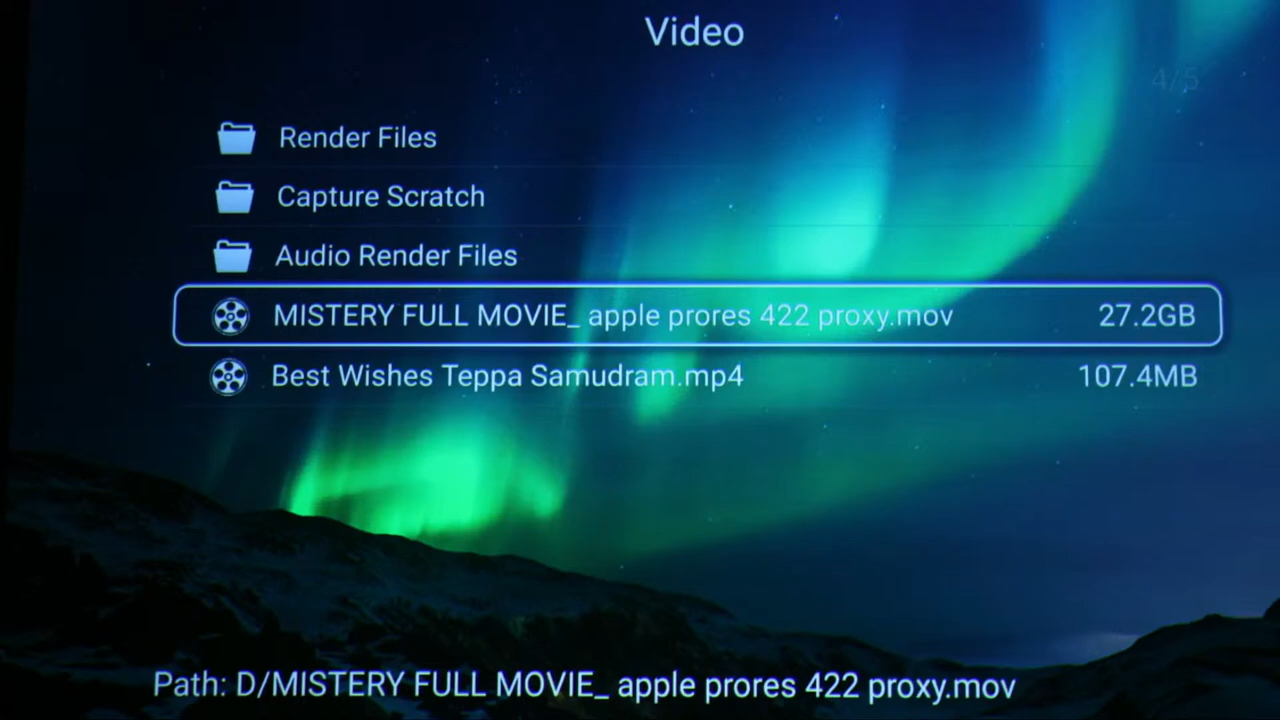 Video
4/5
Render Files
Capture Scratch
Audio Render Files
MISTERY FULL MOVIE_ apple prores 422 proxy.mov 27.2GB
Best Wishes Teppa Samudram.mp4 107.4MB
Path: D/MISTERY FULL MOVIE_ apple prores 422 proxy.mov